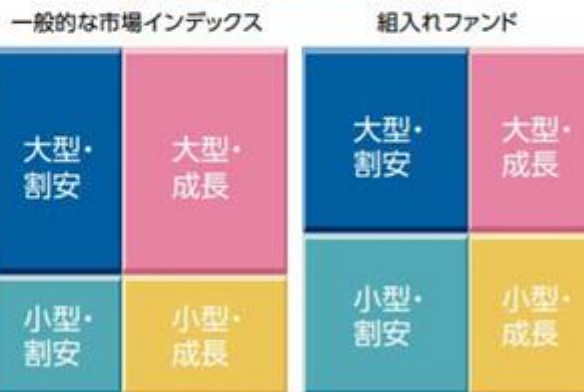 一般的な市場インデックス
組入れファンド
大型・
割安
大型・
成長
大型・
割安
大型・
成長
小型・
割安
小型・
成長
小型・
割安
小型・
成長